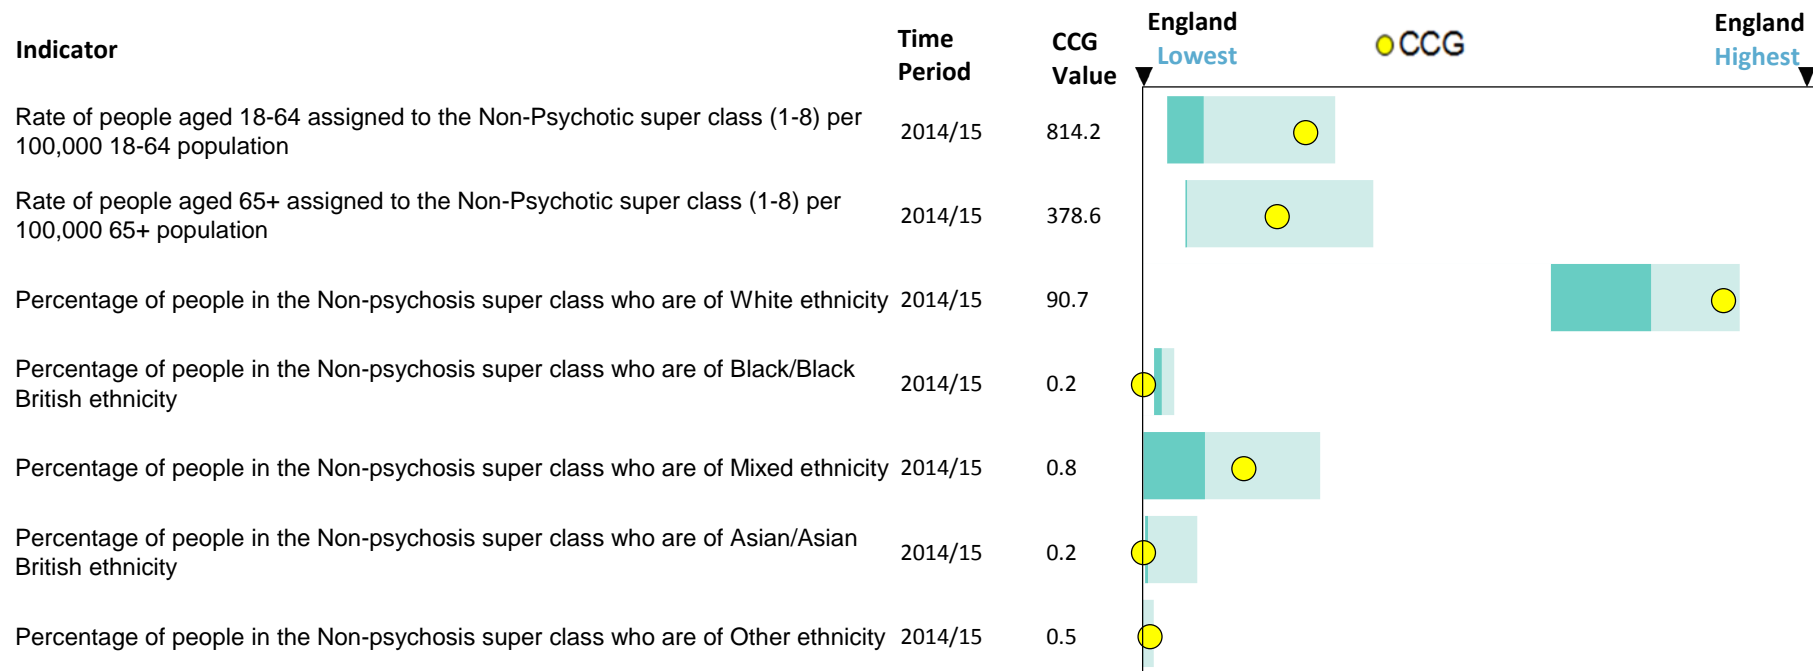 Indicator
Time
Period
CCG
Value
England
Lowest
CCG
England
Highest
Rate of people aged 18-64 assigned to the Non-Psychotic super class (1-8) per
100,000 18-64 population
2014/15
814.2
Rate of people aged 65+ assigned to the Non-Psychotic super class (1-8) per
100,000 65+ population
2014/15
378.6
Percentage of people in the Non-psychosis super class who are of White ethnicity
2014/15
90.7
Percentage of people in the Non-psychosis super class who are of Black/Black
British ethnicity
2014/15
0.2
Percentage of people in the Non-psychosis super class who are of Mixed ethnicity
2014/15
0.8
Percentage of people in the Non-psychosis super class who are of Asian/Asian
British ethnicity
2014/15
0.2
Percentage of people in the Non-psychosis super class who are of Other ethnicity
2014/15
0.5